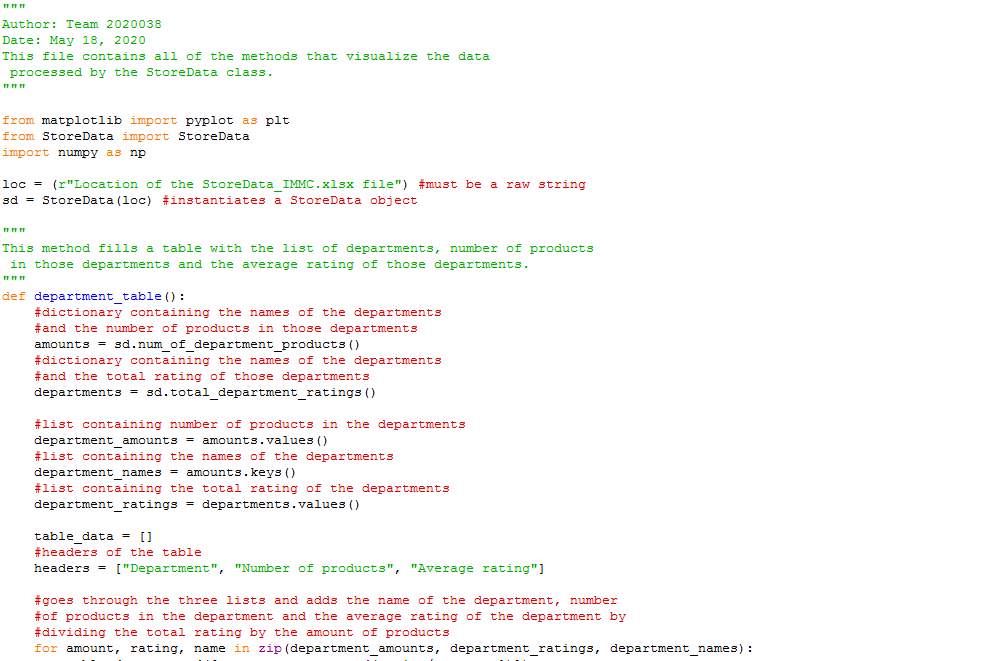 """
Author: Team 2020038
Date: May 18, 2020
This file contains all of the methods that visualize the data
 processed by the StoreData class.
"""

from matplotlib import pyplot as plt
from StoreData import StoreData
import numpy as np

loc = (r"Location of the StoreData_IMMC.xlsx file") #must be a raw string
sd = StoreData(loc) #instantiates a StoreData object

"""
This method fills a table with the list of departments, number of products
 in those departments and the average rating of those departments.
"""
def department_table():
    #dictionary containing the names of the departments
    #and the number of products in those departments
    amounts = sd.num_of_department_products()
    #dictionary containing the names of the departments
    #and the total rating of those departments
    departments = sd.total_department_ratings()

    #list containing number of products in the departments
    department_amounts = amounts.values()
    #list containing the names of the departments
    department_names = amounts.keys()
    #list containing the total rating of the departments
    department_ratings = departments.values()

    table_data = []
    #headers of the table
    headers = ["Department", "Number of products", "Average rating"]

    #goes through the three lists and adds the name of the department, number
    #of products in the department and the average rating of the department by
    #dividing the total rating by the amount of products
    for amount, rating, name in zip(department_amounts, department_ratings, department_names):